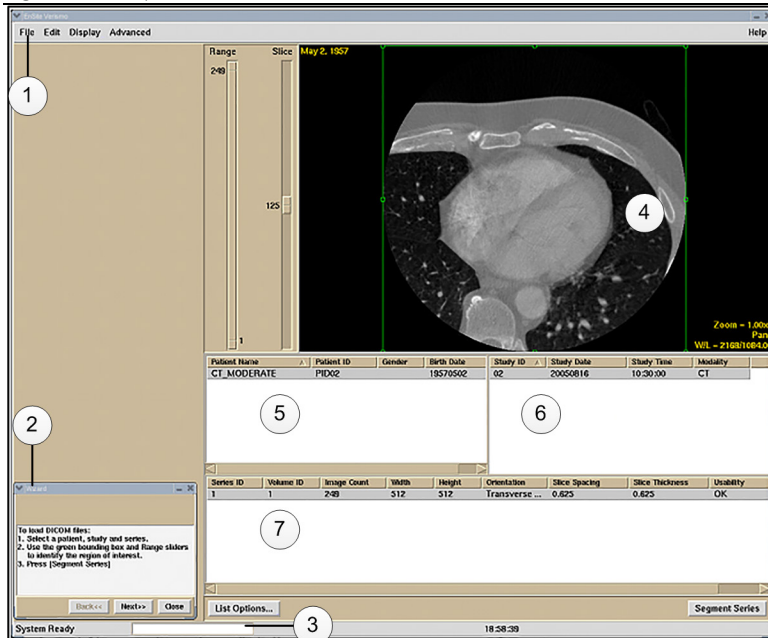 EnSite Verismo
File Edit Display Advanced Help
1
Range Slice
249
125
1
May 2, 1957
4
Zoom = 1.00x
Pan
W/L = 2168/1084.0
Patient Name Patient ID Gender Birth Date
CT_MODERATE PID02 19570502
5
Study ID Study Date Study Time Modality
02 20050816 10:30:00 CT
6
2
Wizard
To load DICOM files:
1. Select a patient, study and series.
2. Use the green bounding box and Range sliders
to identify the region of interest.
3. Press [Segment Series]
Back<< Next>> Close
Series ID Volume ID Image Count Width Height Orientation Slice Spacing Slice Thickness Usability
1 1 249 512 512 Transverse ... 0.625 0.625 OK
7
List Options... Segment Series
System Ready 3 18:58:39